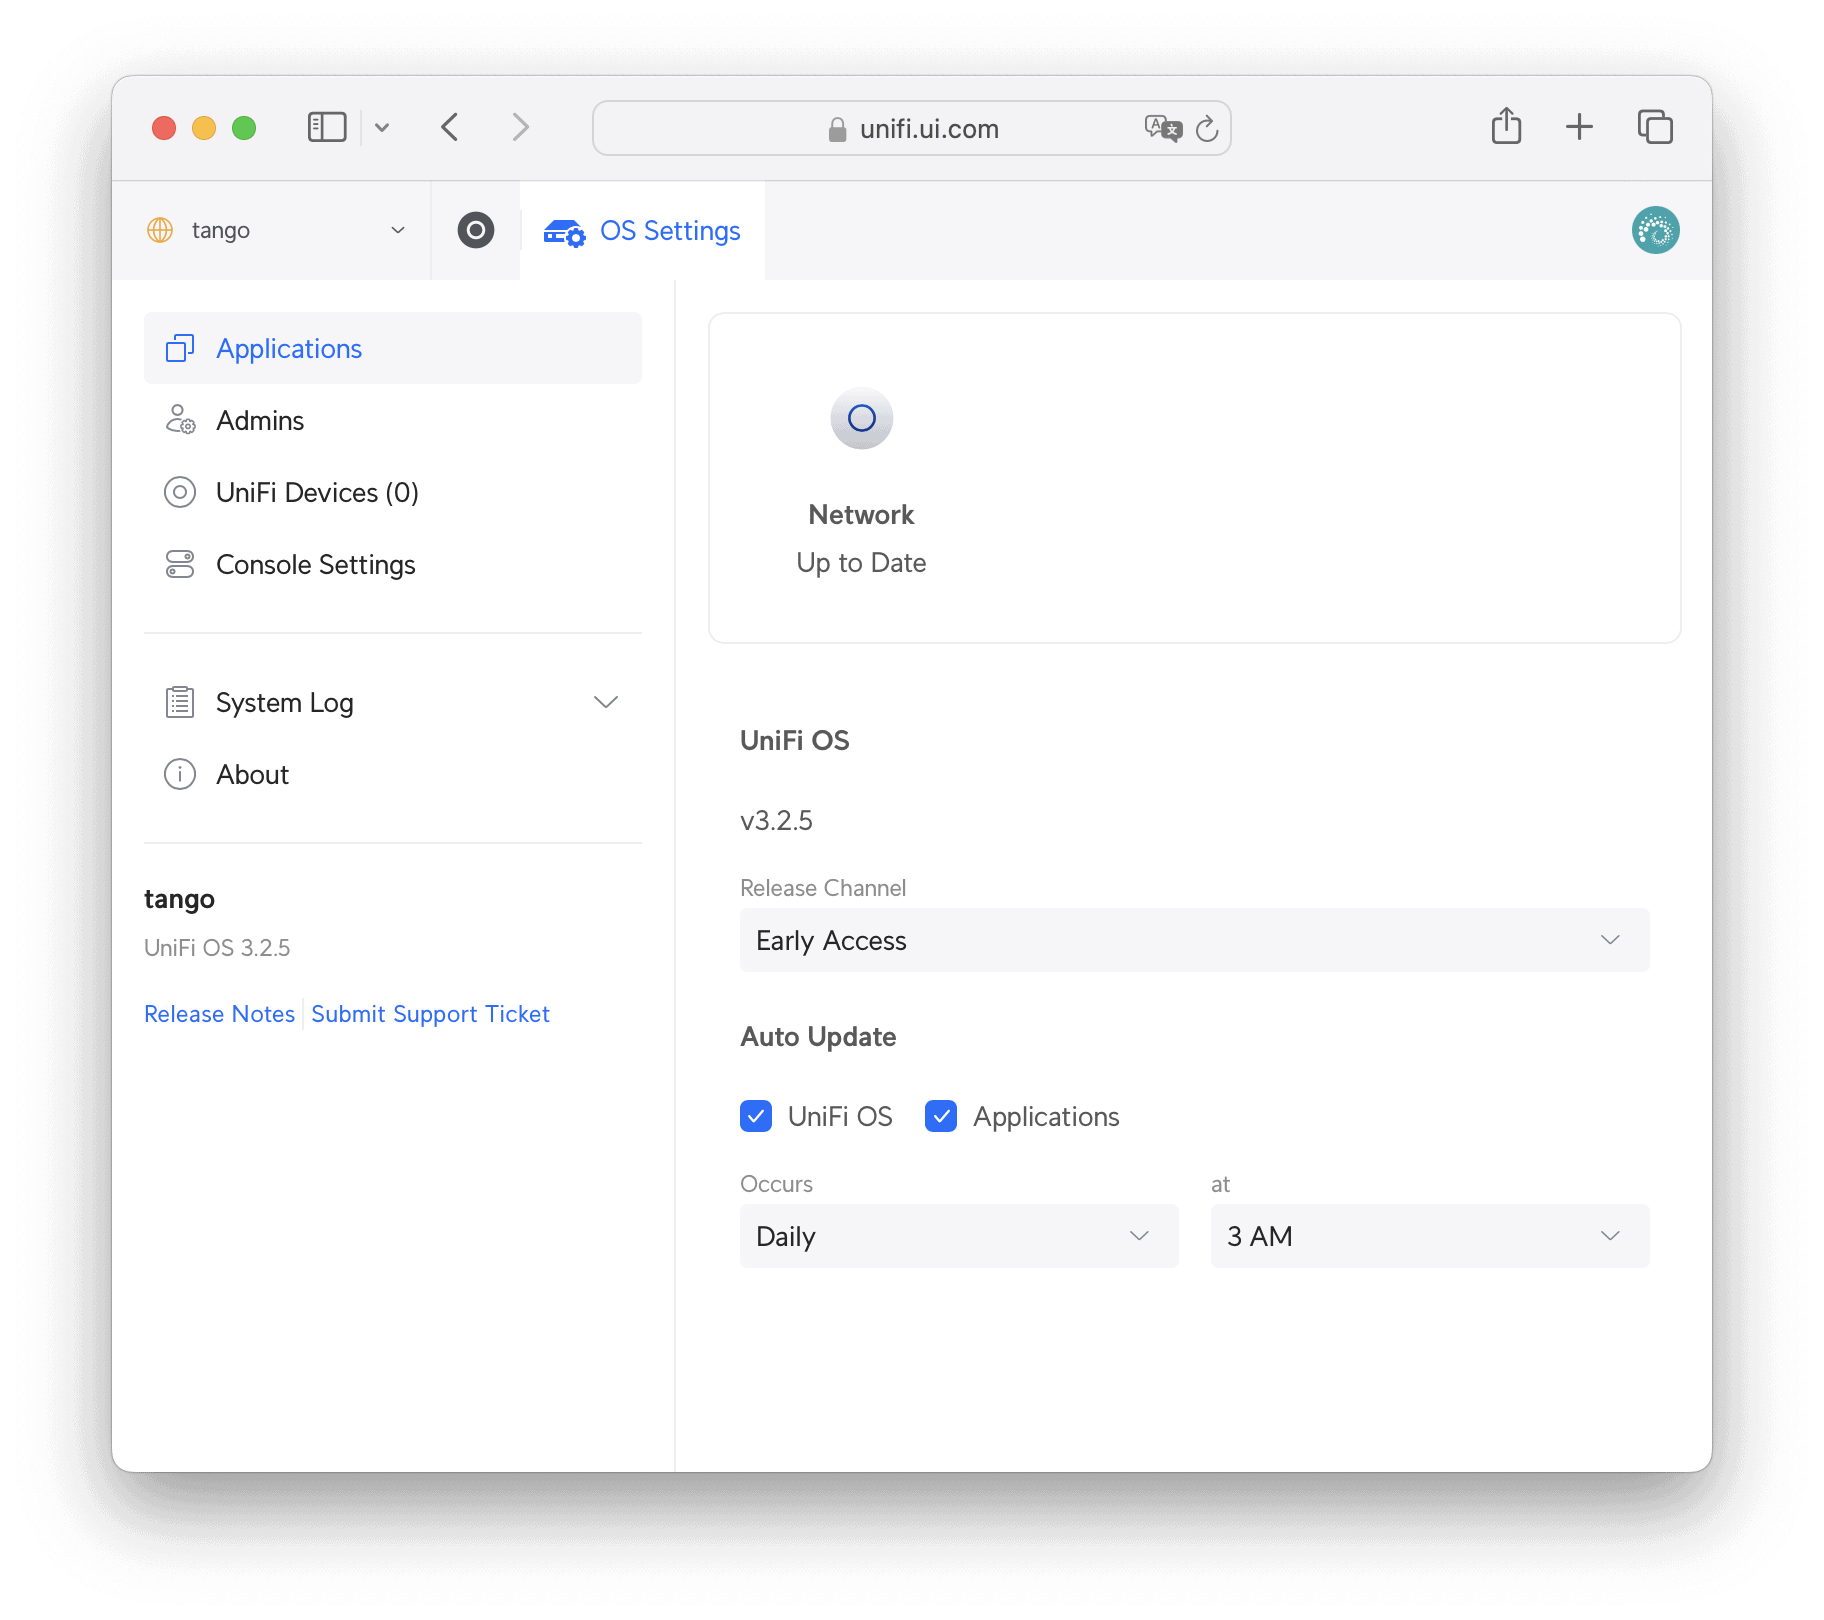 unifi.ui.com
tango
OS Settings
Applications
Admins
UniFi Devices (0)
Console Settings
System Log
About
tango
UniFi OS 3.2.5
Release Notes
Submit Support Ticket
Network
Up to Date
UniFi OS
v3.2.5
Release Channel
Early Access
Auto Update
UniFi OS
Applications
Occurs
at
Daily
3 AM